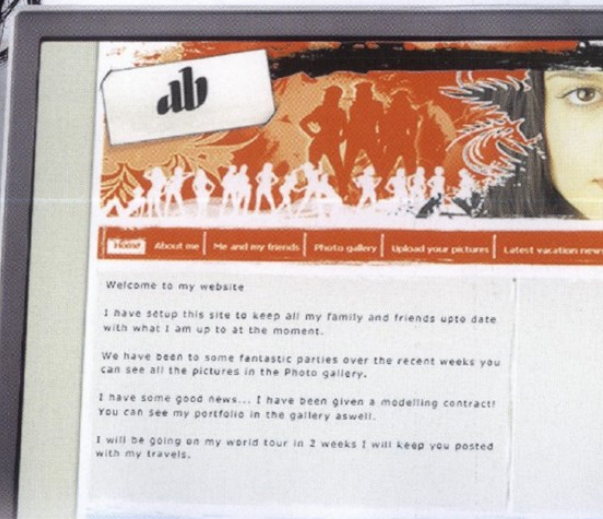 ab
Home About me Me and my friends Photo gallery Upload your pictures Latest vacation news
Welcome to my website
I have setup this site to keep all my family and friends upto date
with what I am up to at the moment.
We have been to some fantastic parties over the recent weeks you
can see all the pictures in the Photo gallery.
I have some good news... I have been given a modelling contract!
You can see my portfolio in the gallery aswell.
I will be going on my world tour in 2 weeks I will keep you posted
with my travels.